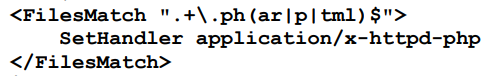 <FilesMatch ".+\.ph(ar|p|tml)$">
    SetHandler application/x-httpd-php
</FilesMatch>